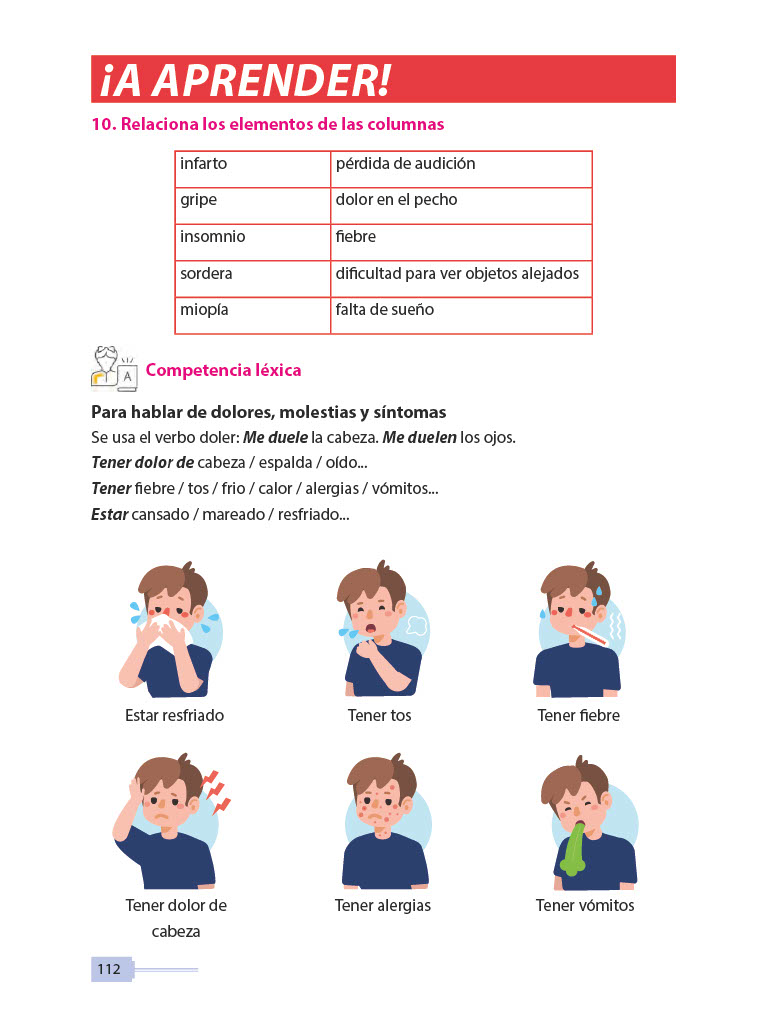 ¡A APRENDER!
10. Relaciona los elementos de las columnas
infarto pérdida de audición
gripe dolor en el pecho
insomnio fiebre
sordera dificultad para ver objetos alejados
miopía falta de sueño
A
Competencia léxica
Para hablar de dolores, molestias y síntomas
Se usa el verbo doler: Me duele la cabeza. Me duelen los ojos.
Tener dolor de cabeza / espalda / oído...
Tener fiebre / tos / frio / calor / alergias / vómitos...
Estar cansado / mareado / resfriado...
Estar resfriado Tener tos Tener fiebre
Tener dolor de Tener alergias Tener vómitos
cabeza
112